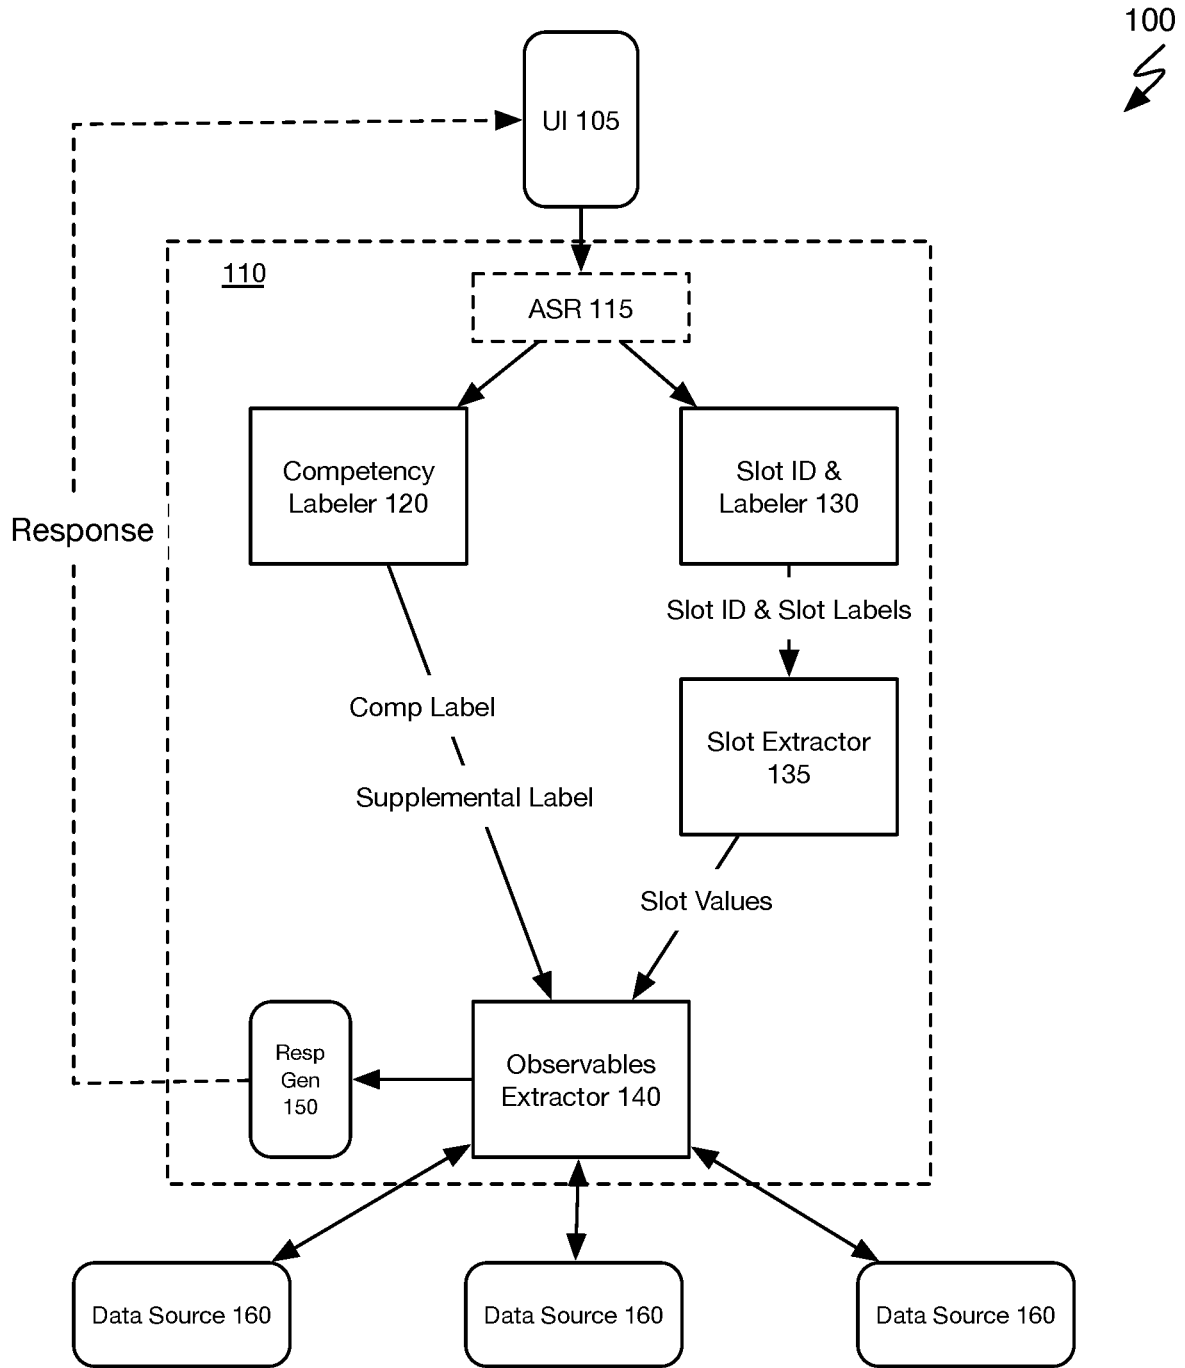 100
UI 105
110
ASR 115
Competency
Labeler 120
Slot ID &
Labeler 130
Response
Slot ID & Slot Labels
Comp Label
Slot Extractor
135
Supplemental Label
Slot Values
Resp
Gen
150
Observables
Extractor 140
Data Source 160
Data Source 160
Data Source 160